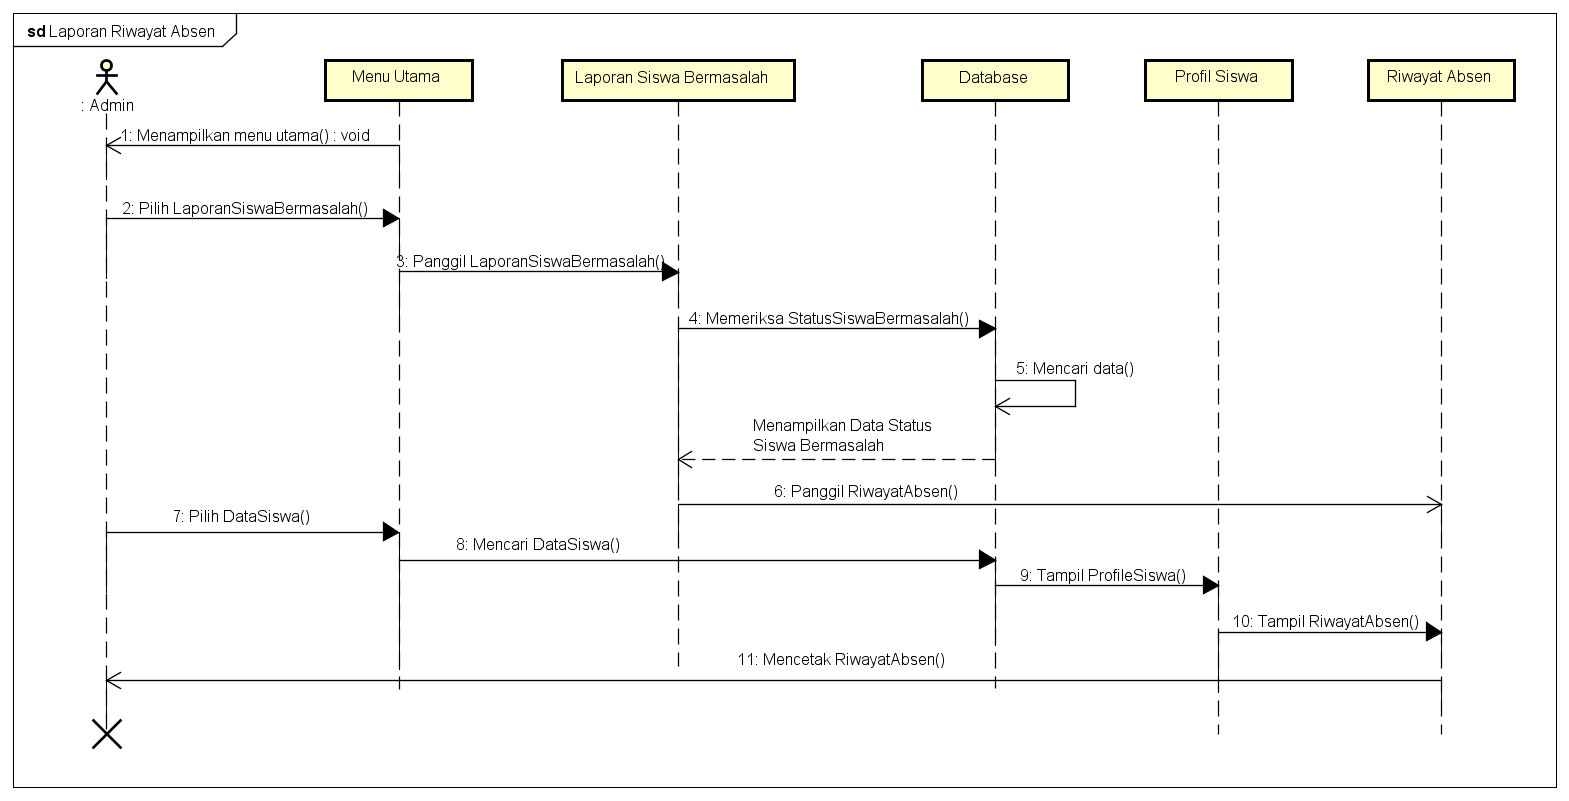 sd Laporan Riwayat Absen
: Admin
Menu Utama
Laporan Siswa Bermasalah
Database
Profil Siswa
Riwayat Absen
1: Menampilkan menu utama() : void
2: Pilih LaporanSiswaBermasalah()
3: Panggil LaporanSiswaBermasalah()
4: Memeriksa StatusSiswaBermasalah()
5: Mencari data()
Menampilkan Data Status
Siswa Bermasalah
6: Panggil RiwayatAbsen()
7: Pilih DataSiswa()
8: Mencari DataSiswa()
9: Tampil ProfileSiswa()
10: Tampil RiwayatAbsen()
11: Mencetak RiwayatAbsen()